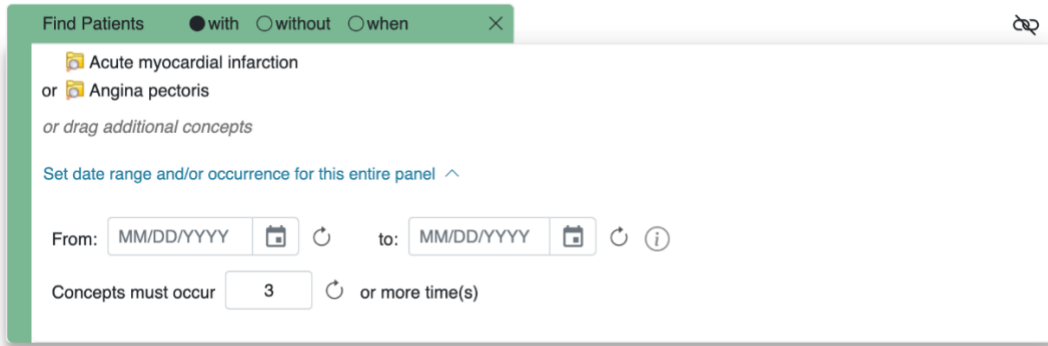 Find Patients with without when
Acute myocardial infarction
or Angina pectoris
or drag additional concepts
Set date range and/or occurrence for this entire panel
From: MM/DD/YYYY to: MM/DD/YYYY i
Concepts must occur 3 or more time(s)